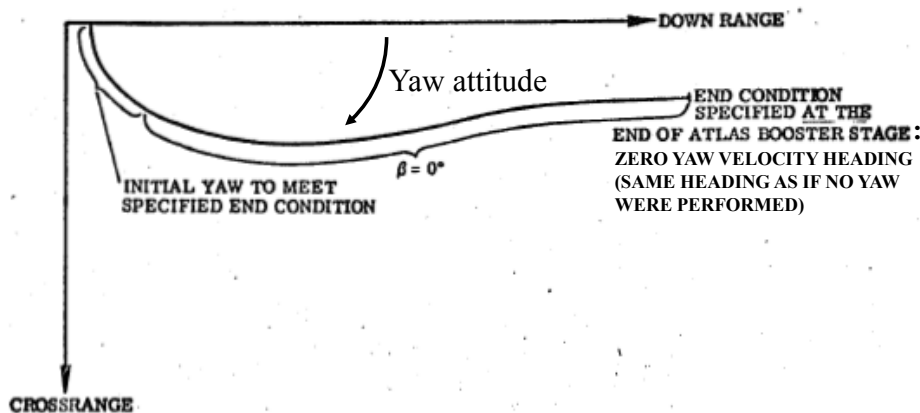 DOWN RANGE
Yaw attitude
END CONDITION
SPECIFIED AT THE
END OF ATLAS BOOSTER STAGE:
ZERO YAW VELOCITY HEADING
(SAME HEADING AS IF NO YAW
WERE PERFORMED)
β = 0°
INITIAL YAW TO MEET
SPECIFIED END CONDITION
CROSSRANGE